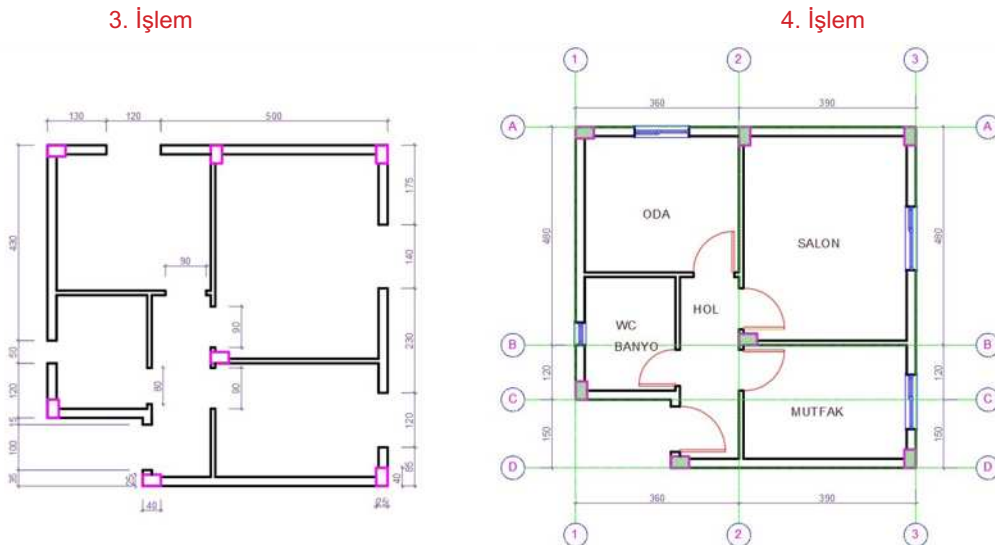 3. İşlem
4. İşlem
130 120 500
430
50
120
15
100
35
175
140
230
120
65
40
90
90
80
90
25
40
25
1 2 3
360 390
A A
ODA
SALON
480 480
HOL
WC
BANYO
B B
120 120
C C
MUTFAK
150 150
D D
360 390
1 2 3